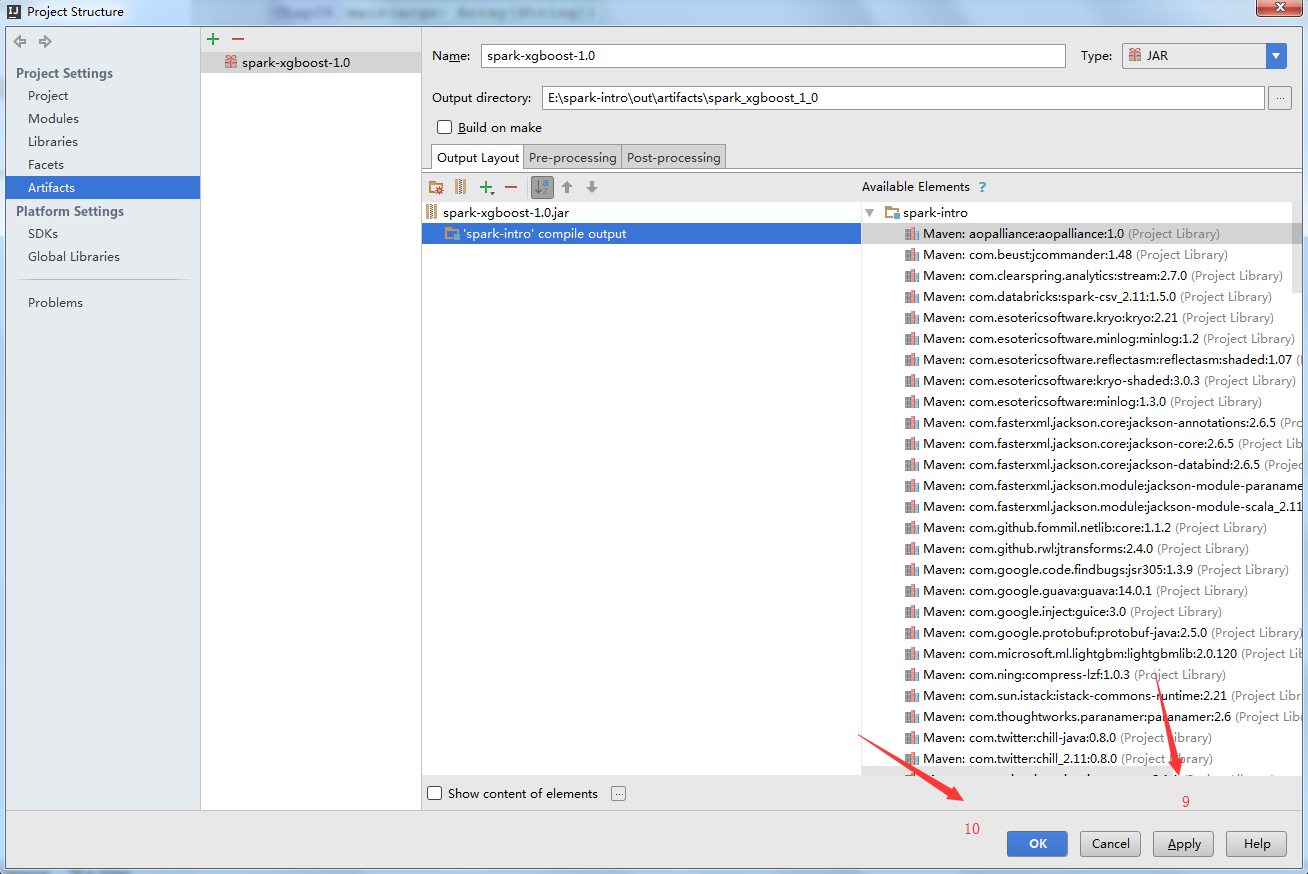 Project Structure
Project Settings
Project
Modules
Libraries
Facets
Artifacts
Platform Settings
SDKs
Global Libraries
Problems
spark-xgboost-1.0
Name: spark-xgboost-1.0 Type: JAR
Output directory: E:\spark-intro\out\artifacts\spark_xgboost_1_0 ...
Build on make
Output Layout Pre-processing Post-processing
Available Elements ?
spark-xgboost-1.0.jar
'spark-intro' compile output
spark-intro
Maven: aopalliance:aopalliance:1.0 (Project Library)
Maven: com.beust:jcommander:1.48 (Project Library)
Maven: com.clearspring.analytics:stream:2.7.0 (Project Library)
Maven: com.databricks:spark-csv_2.11:1.5.0 (Project Library)
Maven: com.esotericsoftware.kryo:kryo:2.21 (Project Library)
Maven: com.esotericsoftware.minlog:minlog:1.2 (Project Library)
Maven: com.esotericsoftware.reflectasm:reflectasm:shaded:1.07 (
Maven: com.esotericsoftware:kryo-shaded:3.0.3 (Project Library)
Maven: com.esotericsoftware:minlog:1.3.0 (Project Library)
Maven: com.fasterxml.jackson.core:jackson-annotations:2.6.5 (Pro
Maven: com.fasterxml.jackson.core:jackson-core:2.6.5 (Project Lib
Maven: com.fasterxml.jackson.core:jackson-databind:2.6.5 (Projec
Maven: com.fasterxml.jackson.module:jackson-module-paraname
Maven: com.fasterxml.jackson.module:jackson-module-scala_2.11
Maven: com.github.fommil.netlib:core:1.1.2 (Project Library)
Maven: com.github.rwl:jtransforms:2.4.0 (Project Library)
Maven: com.google.code.findbugs:jsr305:1.3.9 (Project Library)
Maven: com.google.guava:guava:14.0.1 (Project Library)
Maven: com.google.inject:guice:3.0 (Project Library)
Maven: com.google.protobuf:protobuf-java:2.5.0 (Project Library)
Maven: com.microsoft.ml.lightgbm:lightgbmlib:2.0.120 (Project Lib
Maven: com.ning:compress-lzf:1.0.3 (Project Library)
Maven: com.sun.istack:istack-commons-runtime:2.21 (Project Libr
Maven: com.thoughtworks.paranamer:paranamer:2.6 (Project Lib
Maven: com.twitter:chill-java:0.8.0 (Project Library)
Maven: com.twitter:chill_2.11:0.8.0 (Project Library)
Show content of elements ...
9
10
OK Cancel Apply Help